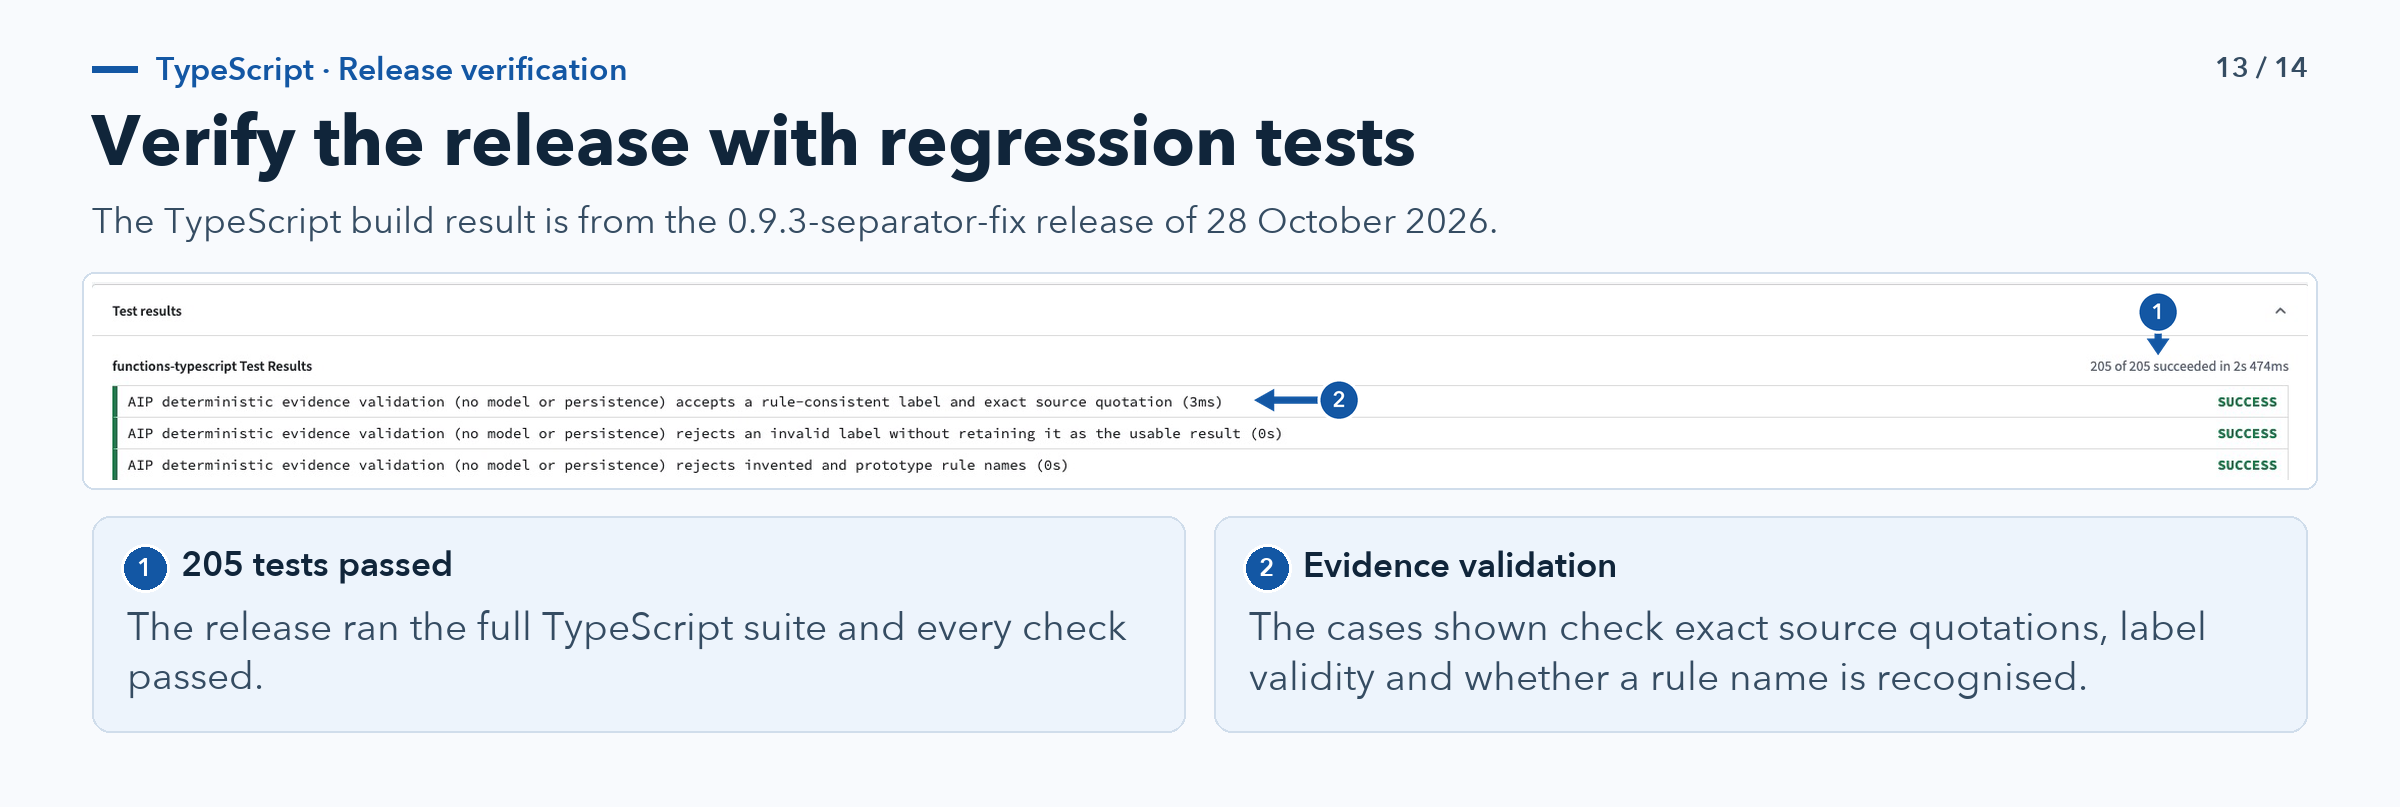 TypeScript · Release verification
13 / 14
Verify the release with regression tests
The TypeScript build result is from the 0.9.3-separator-fix release of 28 October 2026.
Test results
1
functions-typescript Test Results
205 of 205 succeeded in 2s 474ms
AIP deterministic evidence validation (no model or persistence) accepts a rule-consistent label and exact source quotation (3ms)
2
SUCCESS
AIP deterministic evidence validation (no model or persistence) rejects an invalid label without retaining it as the usable result (0s)
SUCCESS
AIP deterministic evidence validation (no model or persistence) rejects invented and prototype rule names (0s)
SUCCESS
1 205 tests passed
The release ran the full TypeScript suite and every check
passed.
2 Evidence validation
The cases shown check exact source quotations, label
validity and whether a rule name is recognised.